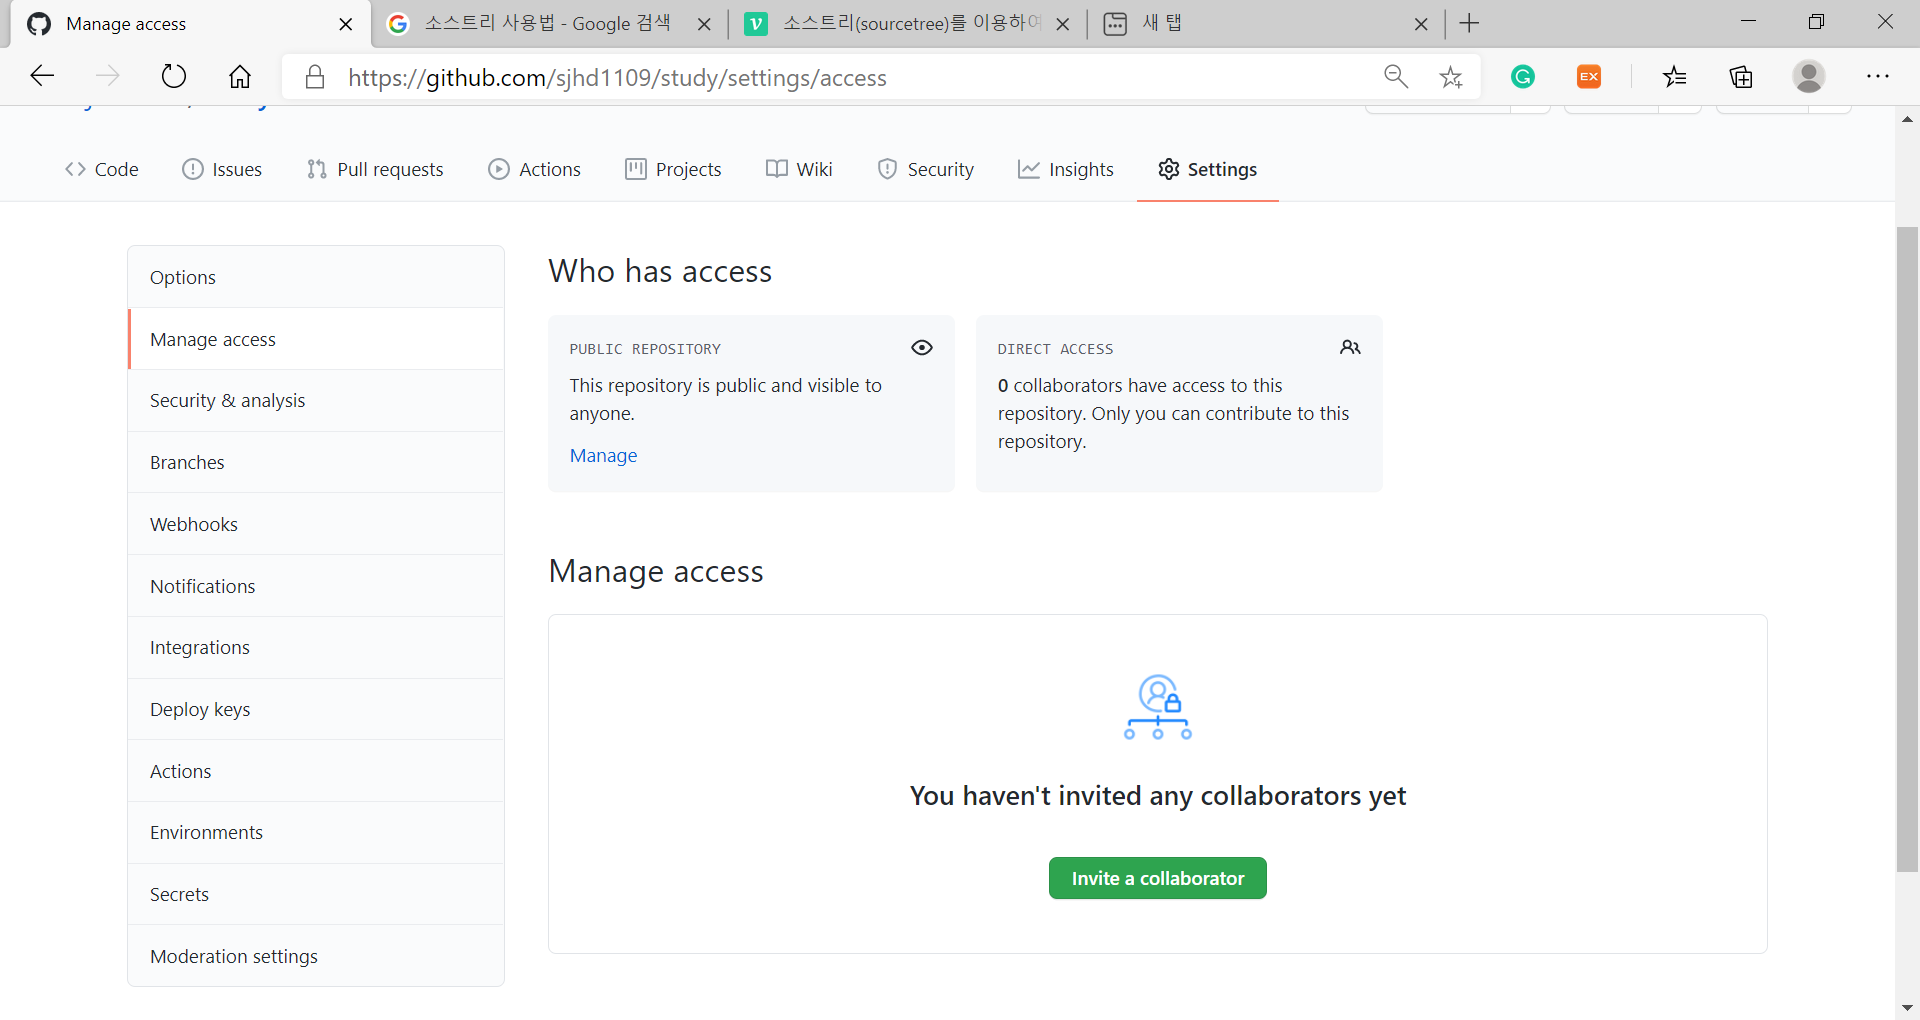 Manage access
소스트리 사용법 - Google 검색
소스트리(sourcetree)를 이용하여
새 탭
https://github.com/sjhd1109/study/settings/access
EX
Code
Issues
Pull requests
Actions
Projects
Wiki
Security
Insights
Settings
Options
Manage access
Security & analysis
Branches
Webhooks
Notifications
Integrations
Deploy keys
Actions
Environments
Secrets
Moderation settings
Who has access
PUBLIC REPOSITORY
This repository is public and visible to
anyone.
Manage
DIRECT ACCESS
0 collaborators have access to this
repository. Only you can contribute to this
repository.
Manage access
You haven't invited any collaborators yet
Invite a collaborator